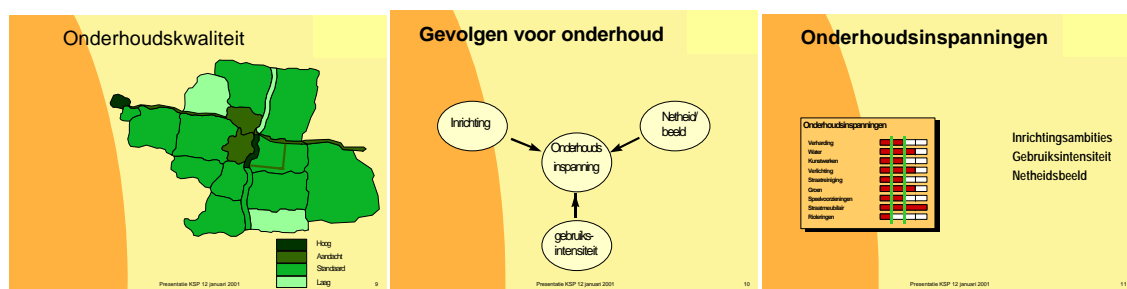 Onderhoudskwaliteit
Hoog
Aandacht
Standaard
Laag
Presentatie KSP 12 januari 2001
9
Gevolgen voor onderhoud
Inrichting
Netheid/
beeld
Onderhouds
inspanning
gebruiks-
intensiteit
Presentatie KSP 12 januari 2001
10
Onderhoudsinspanningen
Onderhoudsinspanningen
Verharding
Water
Kunstwerken
Verlichting
Straatreiniging
Groen
Speelvoorzieningen
Straatmeubilair
Rioleringen
Inrichtingsambities
Gebruiksintensiteit
Netheidsbeeld
Presentatie KSP 12 januari 2001
11